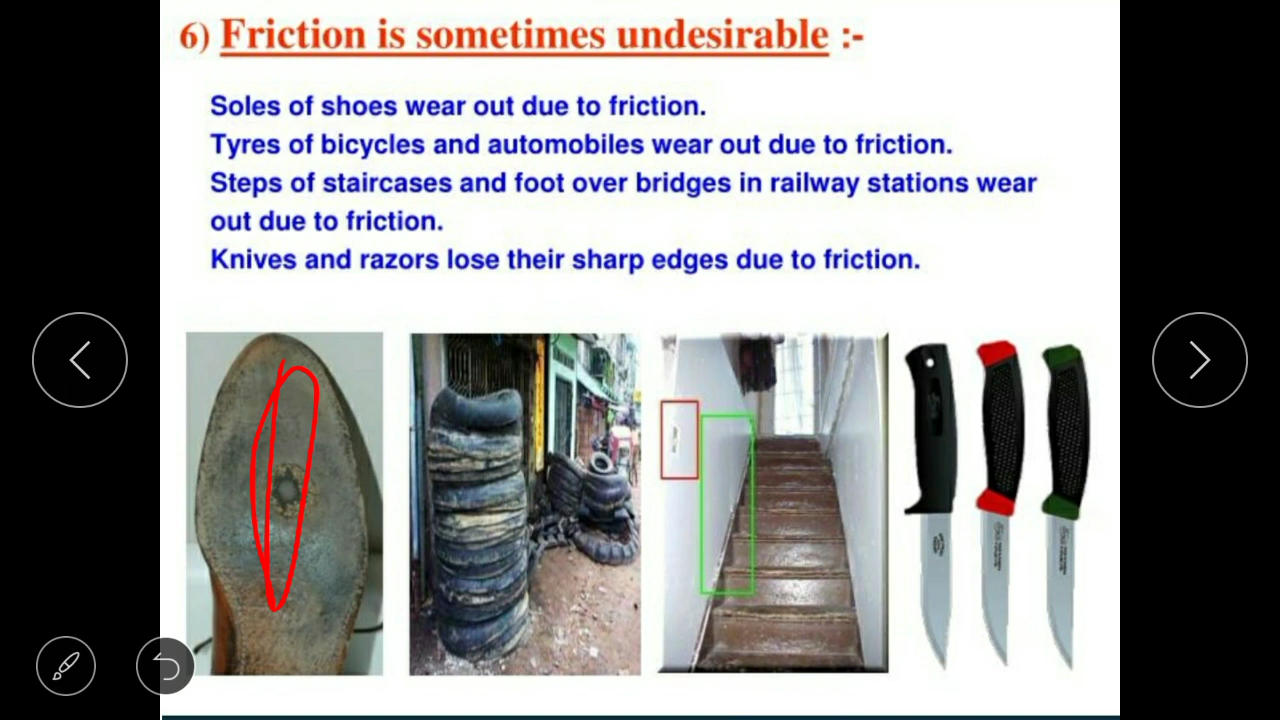 6) Friction is sometimes undesirable :-
Soles of shoes wear out due to friction.
Tyres of bicycles and automobiles wear out due to friction.
Steps of staircases and foot over bridges in railway stations wear
out due to friction.
Knives and razors lose their sharp edges due to friction.